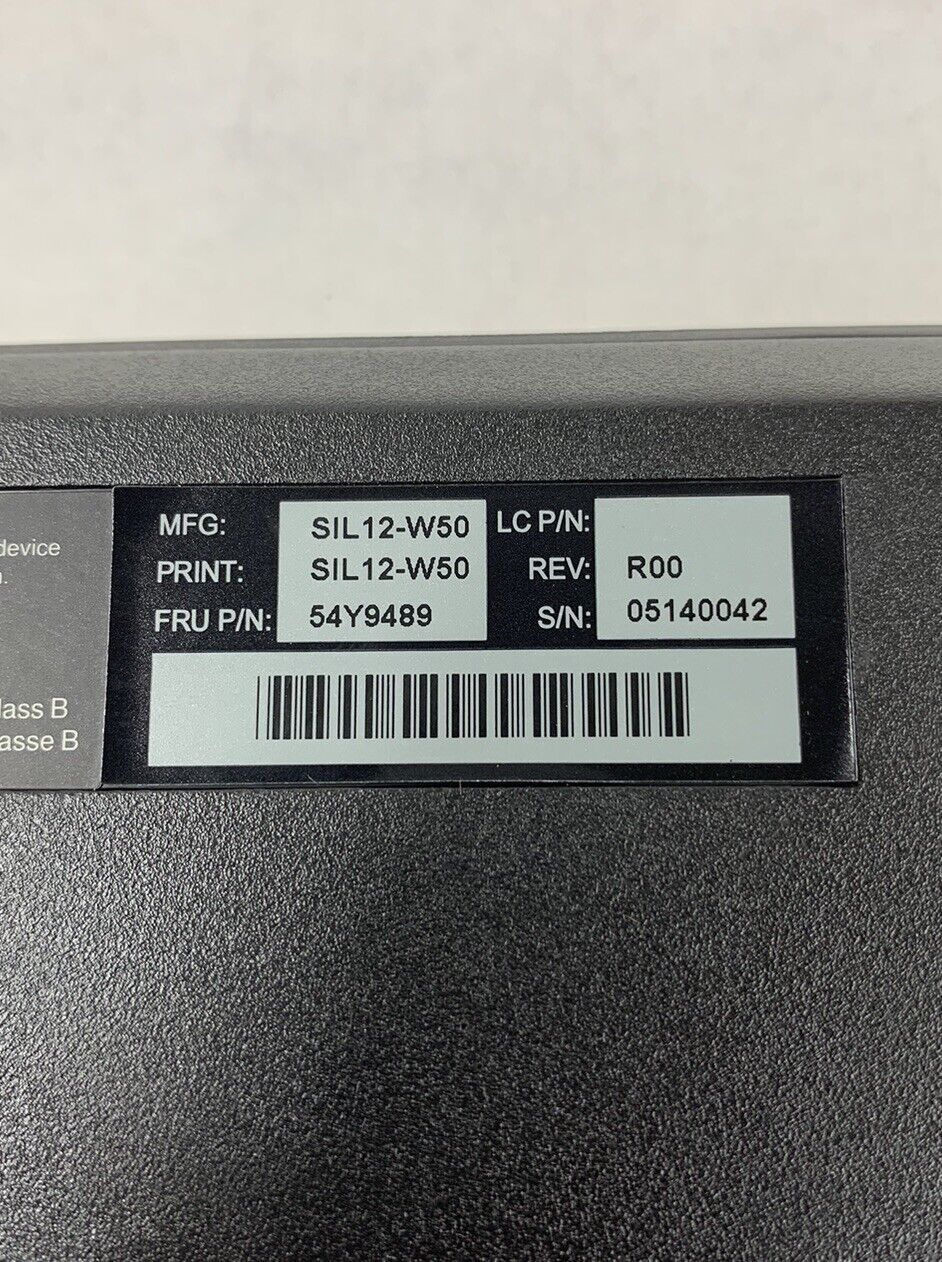 device
.
lass B
asse B
MFG: SIL12-W50 LC P/N:
PRINT: SIL12-W50 REV: R00
FRU P/N: 54Y9489 S/N: 05140042